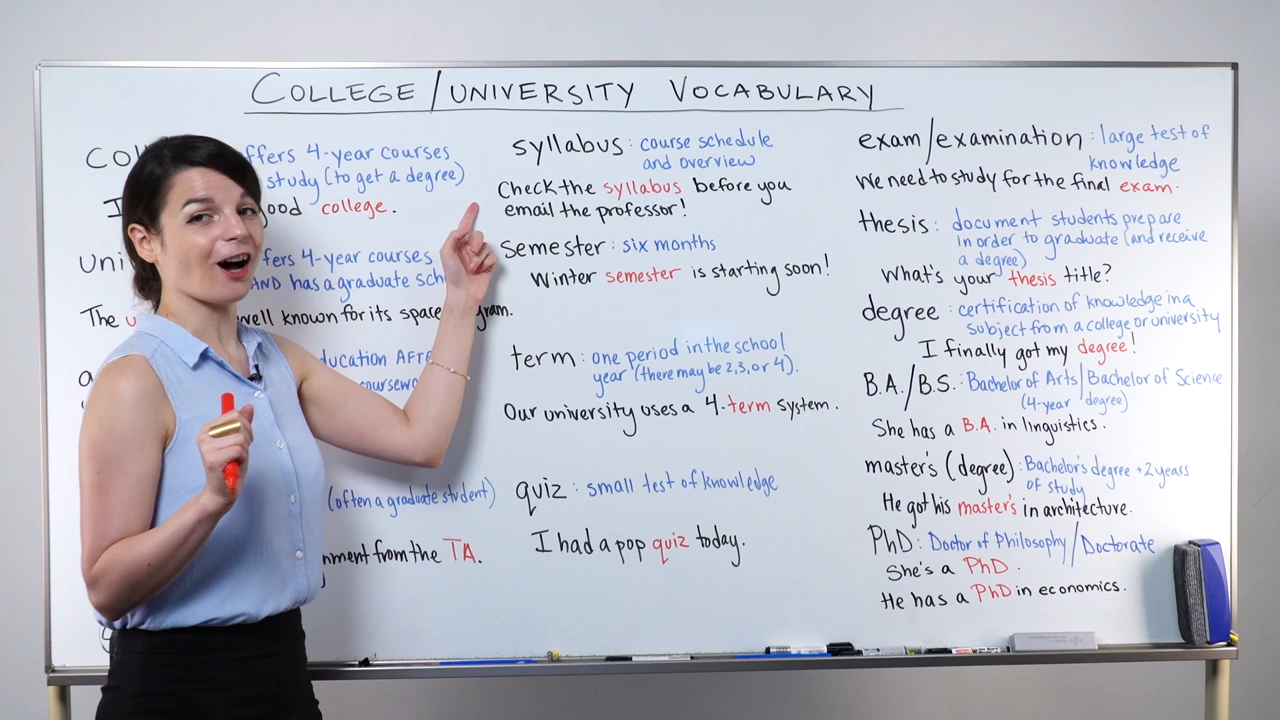 COLLEGE/UNIVERSITY VOCABULARY
ffers 4-year courses
study (to get a degree)
I good college.
ffers 4-year courses
AND has a graduate sch
The well known for its space gram.
ducation AFTE
coursewo
(often a graduate student)
nment from the TA.
syllabus: course schedule
and overview
Check the syllabus before you
email the professor!
semester: six months
Winter semester is starting soon!
term: one period in the school
year (there may be 2,3, or 4).
Our university uses a 4-term system.
quiz: small test of knowledge
I had a pop quiz today.
exam/examination: large test of
knowledge
We need to study for the final exam.
thesis: document students prepare
in order to graduate (and receive
a degree)
What's your thesis title?
degree: certification of knowledge in a
subject from a college or university
I finally got my degree!
B.A./B.S.: Bachelor of Arts/Bachelor of Science
(4-year degree)
She has a B.A. in linguistics.
master's (degree): Bachelor's degree +2 years
of study
He got his master's in architecture.
PhD: Doctor of Philosophy/Doctorate
She's a PhD.
He has a PhD in economics.